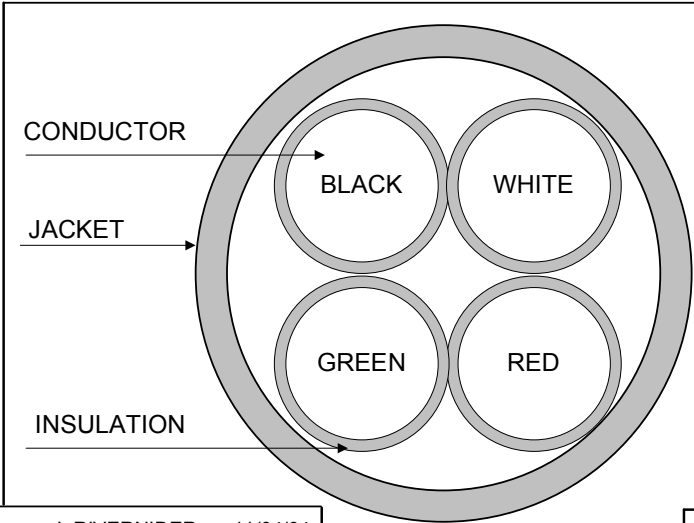 CONDUCTOR
BLACK WHITE
JACKET
GREEN RED
INSULATION